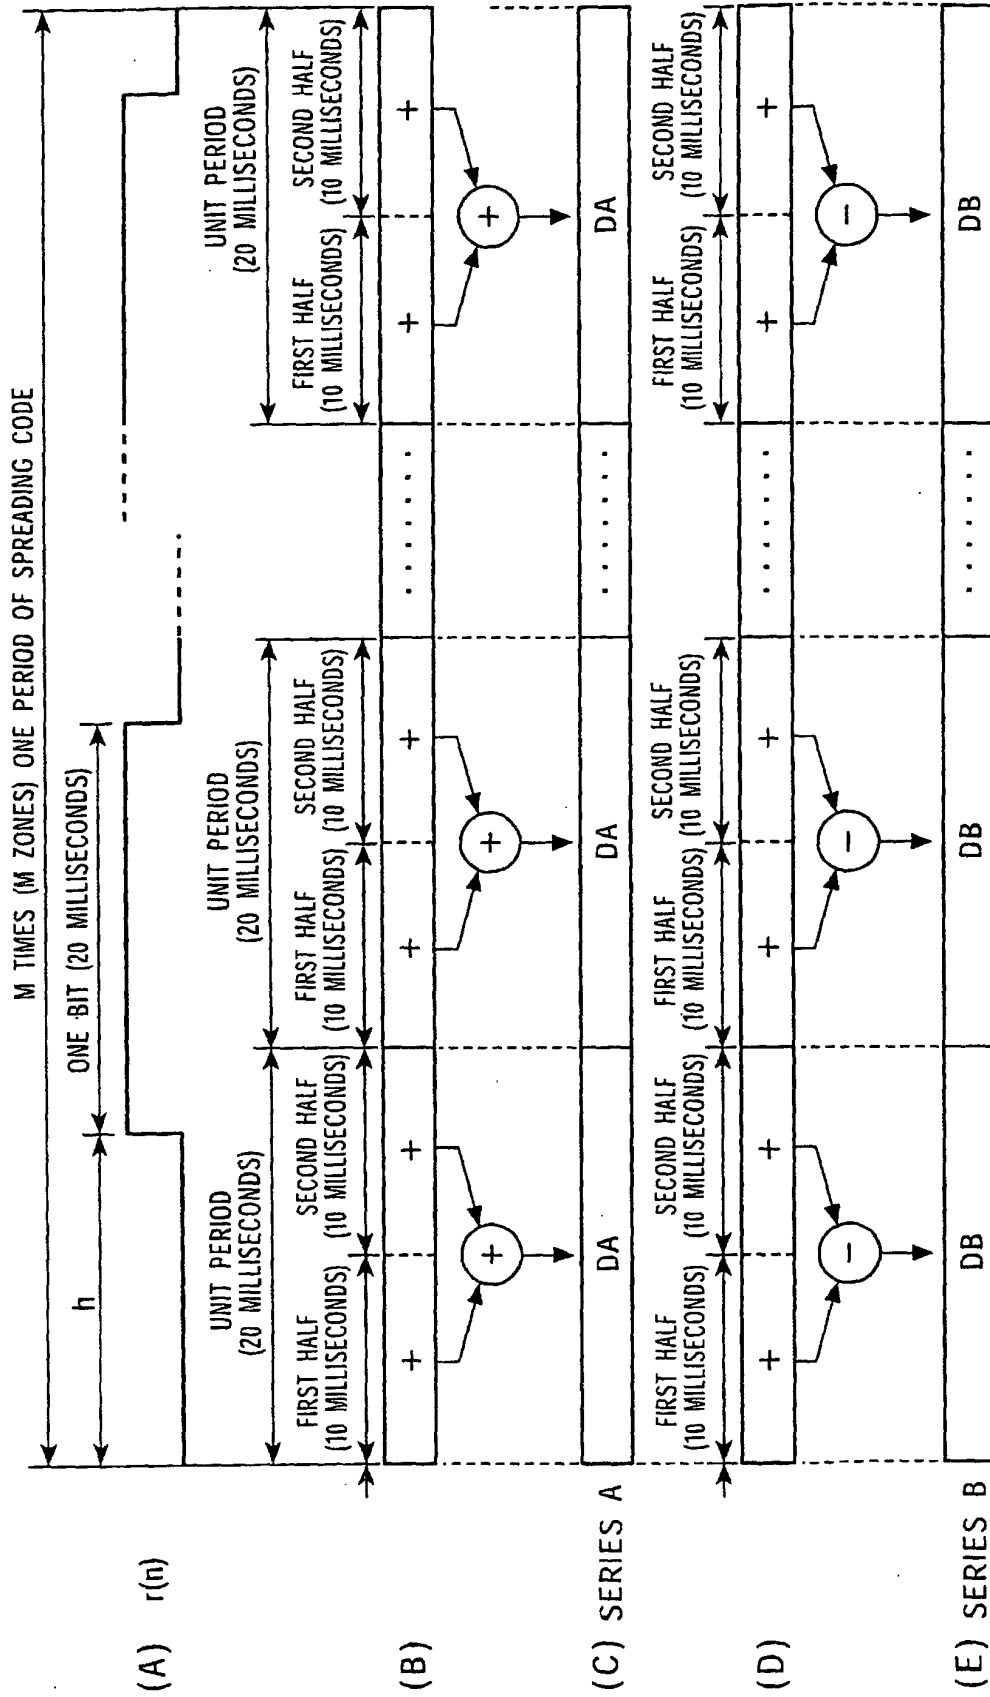 M TIMES (M ZONES) ONE PERIOD OF SPREADING CODE
h
ONE BIT (20 MILLISECONDS)
(A) r(n)
UNIT PERIOD
(20 MILLISECONDS)
UNIT PERIOD
(20 MILLISECONDS)
UNIT PERIOD
(20 MILLISECONDS)
FIRST HALF
(10 MILLISECONDS)
SECOND HALF
(10 MILLISECONDS)
FIRST HALF
(10 MILLISECONDS)
SECOND HALF
(10 MILLISECONDS)
FIRST HALF
(10 MILLISECONDS)
SECOND HALF
(10 MILLISECONDS)
(B) + + + + ....... + +
+ + +
(C) SERIES A DA DA ....... DA
FIRST HALF
(10 MILLISECONDS)
SECOND HALF
(10 MILLISECONDS)
FIRST HALF
(10 MILLISECONDS)
SECOND HALF
(10 MILLISECONDS)
FIRST HALF
(10 MILLISECONDS)
SECOND HALF
(10 MILLISECONDS)
(D) + + + + ....... + +
− − −
(E) SERIES B DB DB ....... DB